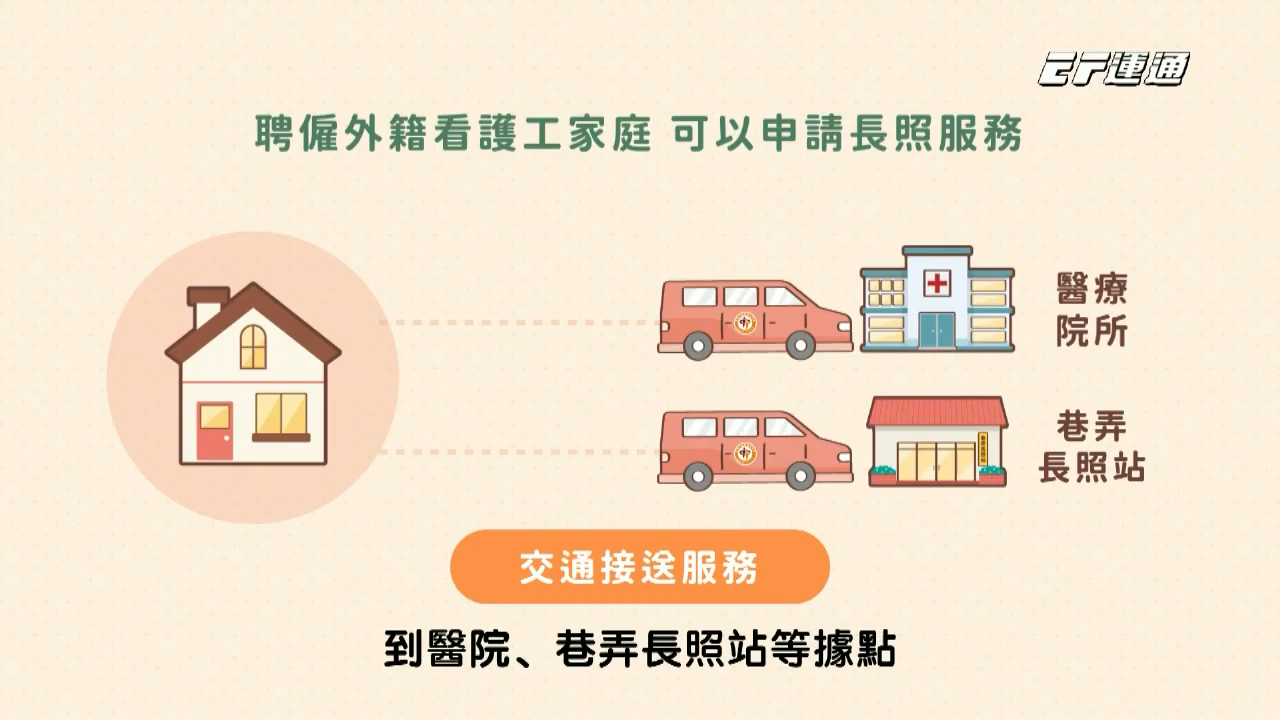 EF運通
聘僱外籍看護工家庭 可以申請長照服務
醫療
院所
巷弄
長照站
交通接送服務
到醫院、巷弄長照站等據點